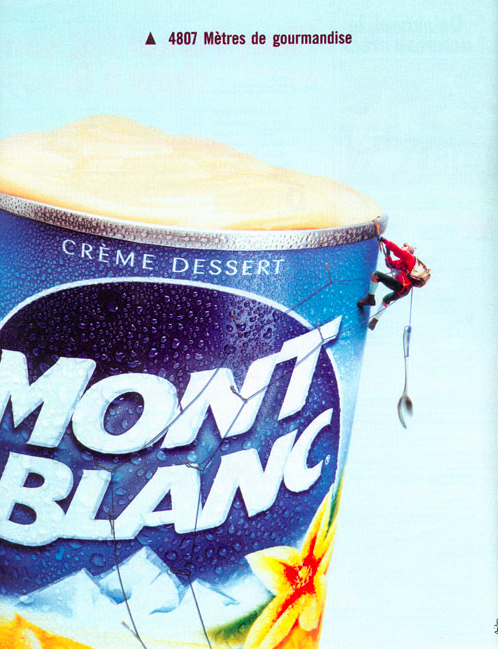 ▲ 4807 Mètres de gourmandise
CRÈME DESSERT
MONT
BLANC